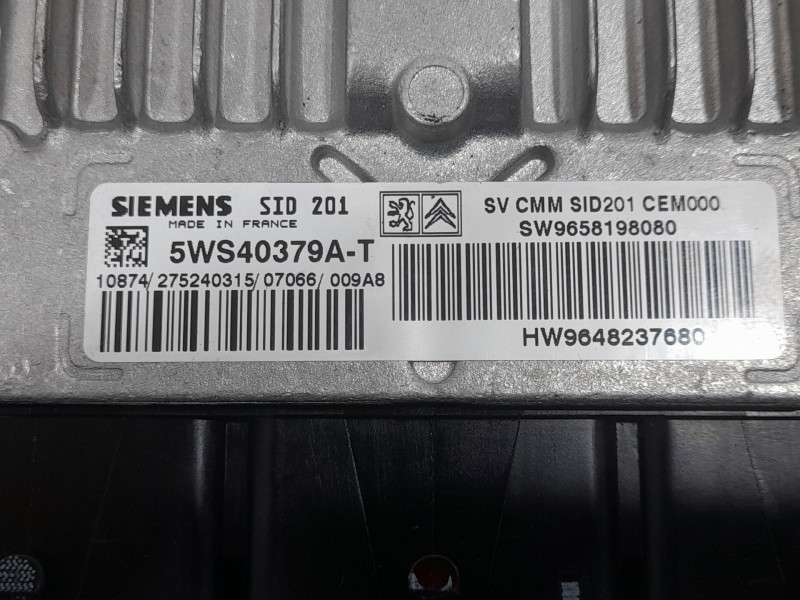 SIEMENS SID 201
MADE IN FRANCE
5WS40379A-T
10874/275240315/07066/009A8
SV CMM SID201 CEM000
SW9658198080
HW9648237680